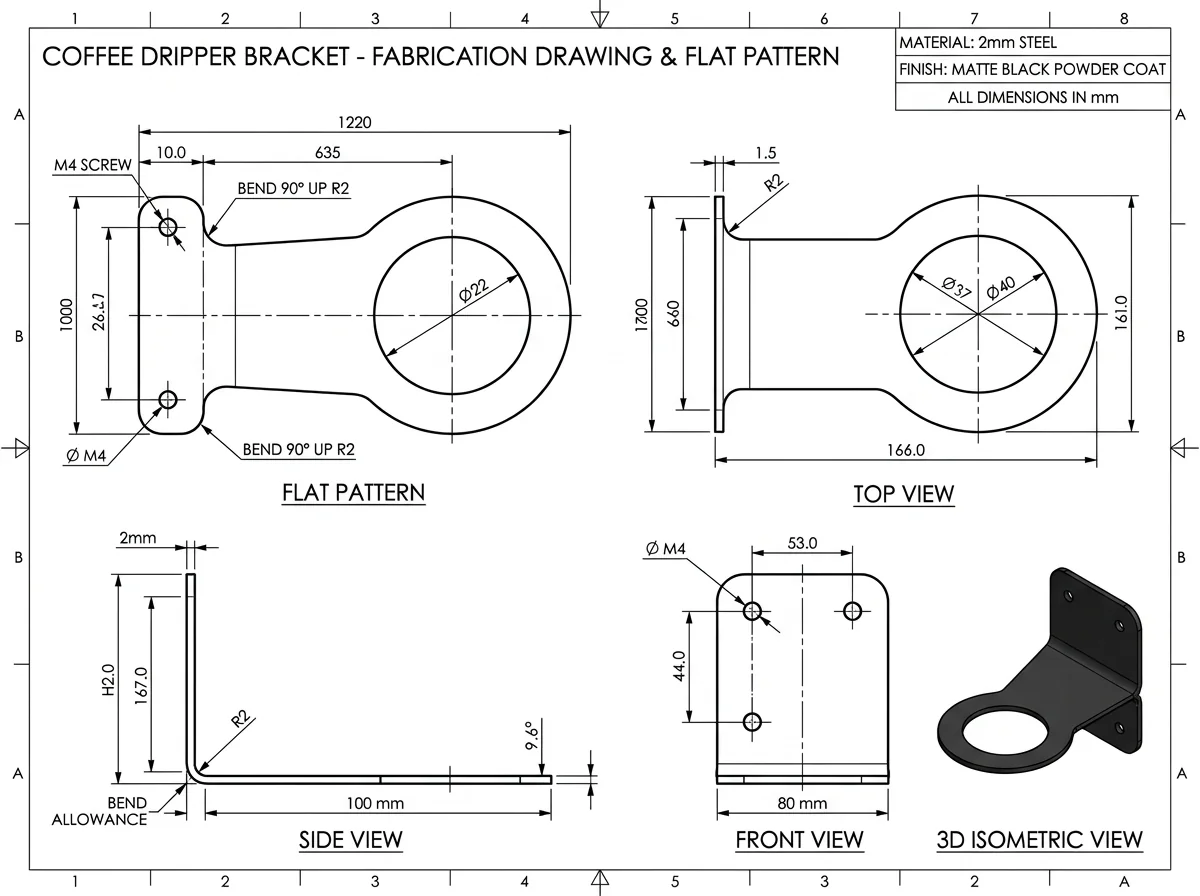 1 2 3 4 5 6 7 8
COFFEE DRIPPER BRACKET - FABRICATION DRAWING & FLAT PATTERN
MATERIAL: 2mm STEEL
FINISH: MATTE BLACK POWDER COAT
ALL DIMENSIONS IN mm
A
A
1220
10.0
635
M4 SCREW
BEND 90° UP R2
1000
Ø22
B
Ø M4
BEND 90° UP R2
FLAT PATTERN
1.5
R2
660
Ø37
Ø40
161.0
B
166.0
TOP VIEW
B
2mm
H2.0
167.0
R2
9.6°
A
BEND
ALLOWANCE
100 mm
SIDE VIEW
Ø M4
53.0
44.0
80 mm
FRONT VIEW
B
A
3D ISOMETRIC VIEW
1 2 3 4 5 3 2 A